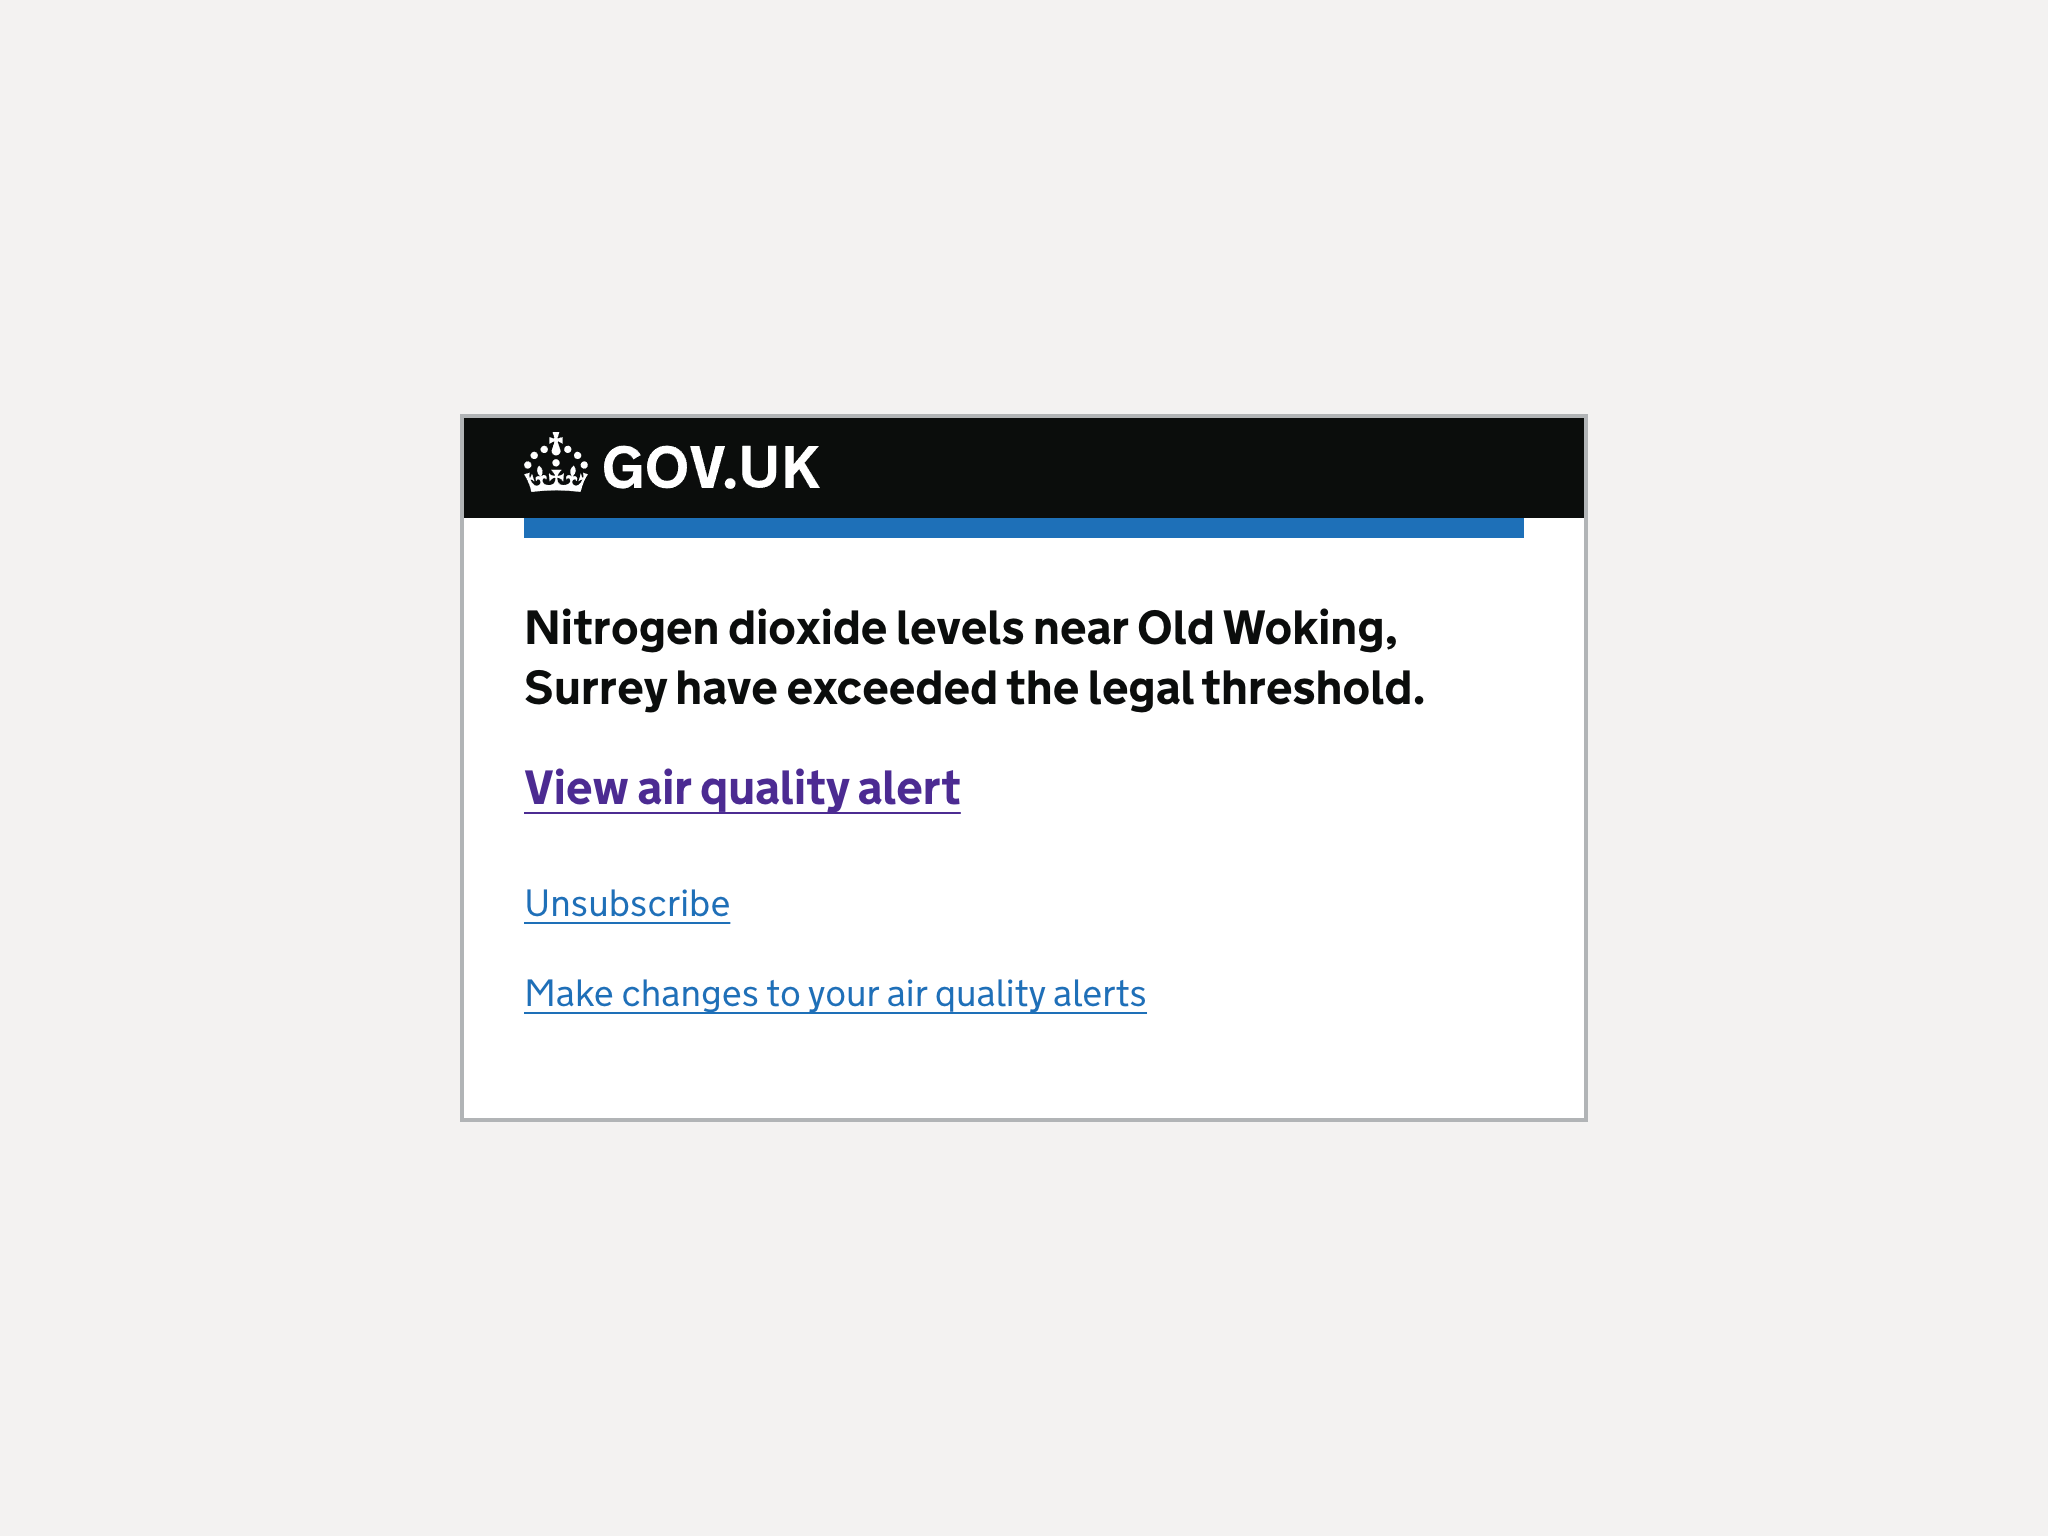 GOV.UK
Nitrogen dioxide levels near Old Woking,
Surrey have exceeded the legal threshold.
View air quality alert
Unsubscribe
Make changes to your air quality alerts